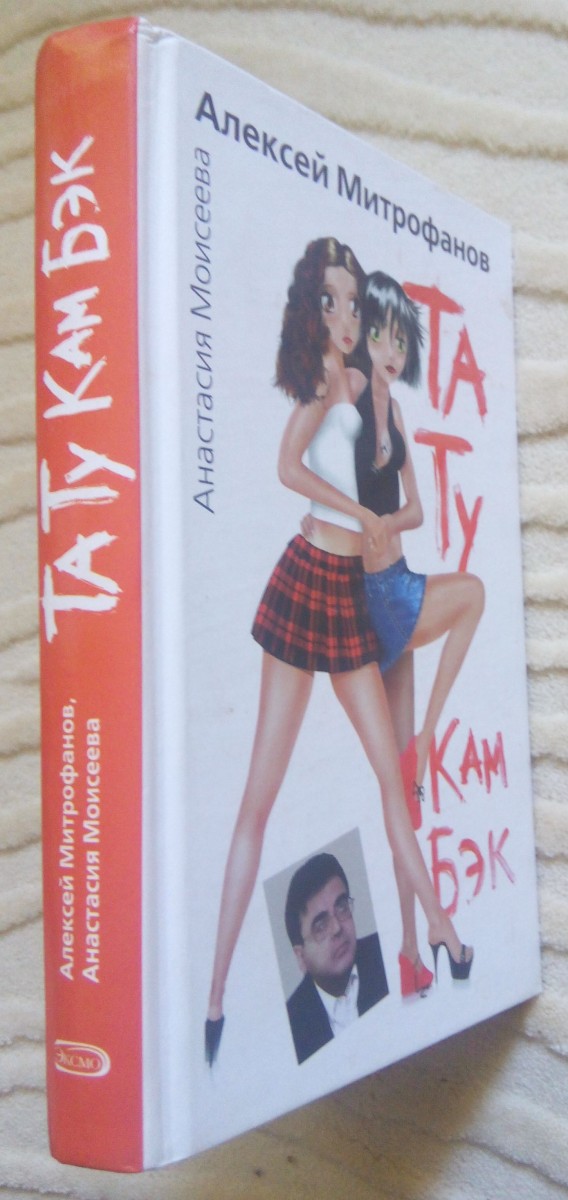 Алексей Митрофанов
Анастасия Моисеева
ТА
ТУ
КАМ
БЭК
ТА ТУ КАМ БЭК
Алексей Митрофанов,
Анастасия Моисеева
ЭКСМО